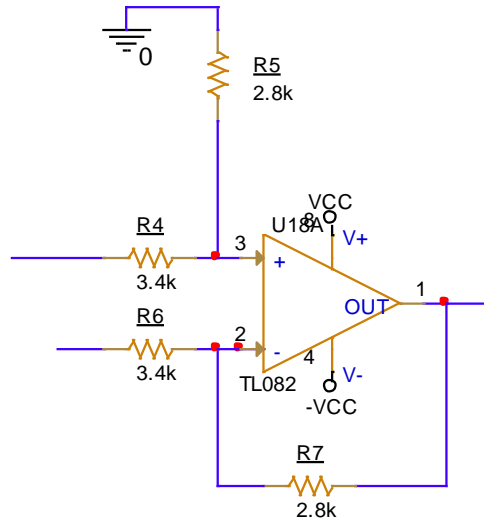 0
R5
2.8k
VCC
U18A
8
V+
R4
3
+
3.4k
1
OUT
R6
2
-
4
3.4k
TL082
V-
-VCC
R7
2.8k